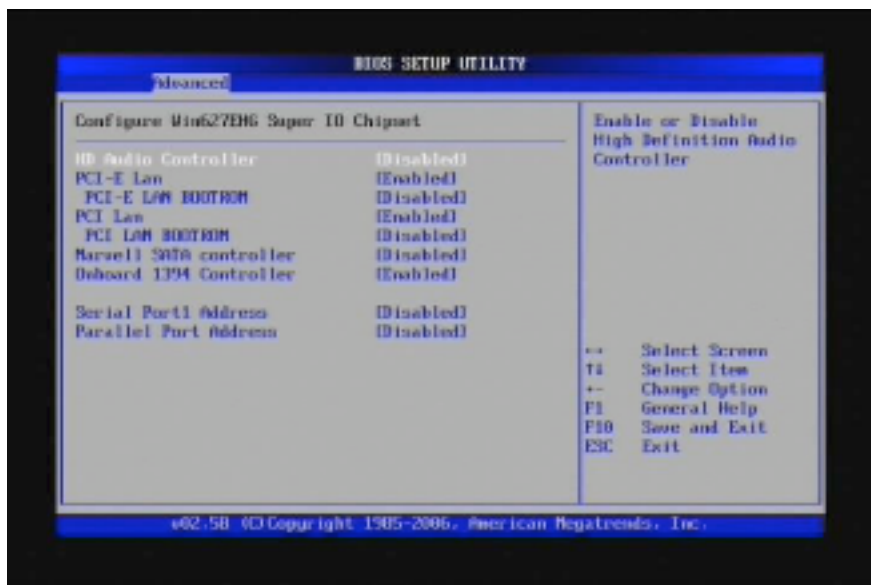 BIOS SETUP UTILITY
Advanced
Configure Win627EHG Super IO Chipset
HD Audio Controller [Disabled]
PCI-E Lan [Enabled]
PCI-E LAN BOOTROM [Disabled]
PCI Lan [Enabled]
PCI LAN BOOTROM [Disabled]
Marvell SATA controller [Disabled]
Onboard 1394 Controller [Enabled]
Serial Port1 Address [Disabled]
Parallel Port Address [Disabled]
Enable or Disable
High Definition Audio
Controller
←→ Select Screen
↑↓ Select Item
+- Change Option
F1 General Help
F10 Save and Exit
ESC Exit
v02.58 (C)Copyright 1985-2006, American Megatrends, Inc.